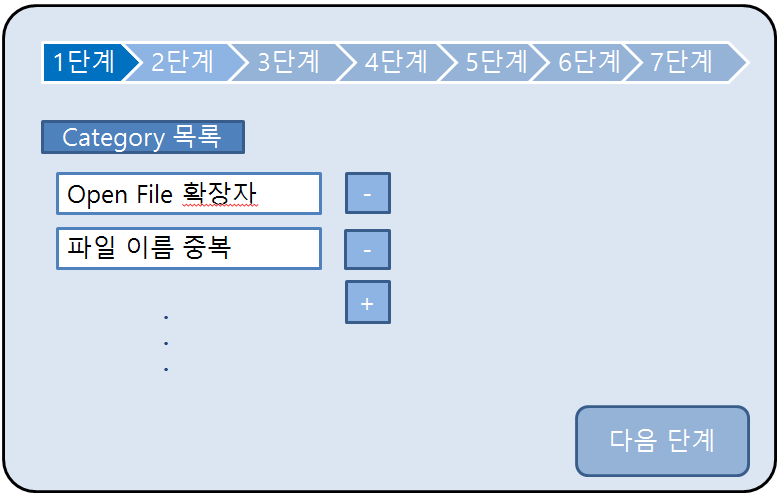 1단계 2단계 3단계 4단계 5단계 6단계 7단계
Category 목록
Open File 확장자 -
파일 이름 중복 -
+
.
.
.
다음 단계